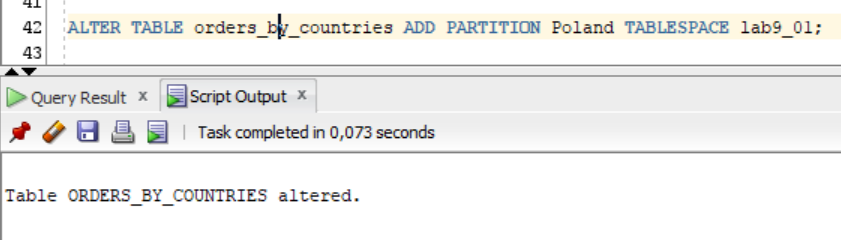 41
42 ALTER TABLE orders_by_countries ADD PARTITION Poland TABLESPACE lab9_01;
43
Query Result x Script Output x
Task completed in 0,073 seconds
Table ORDERS_BY_COUNTRIES altered.